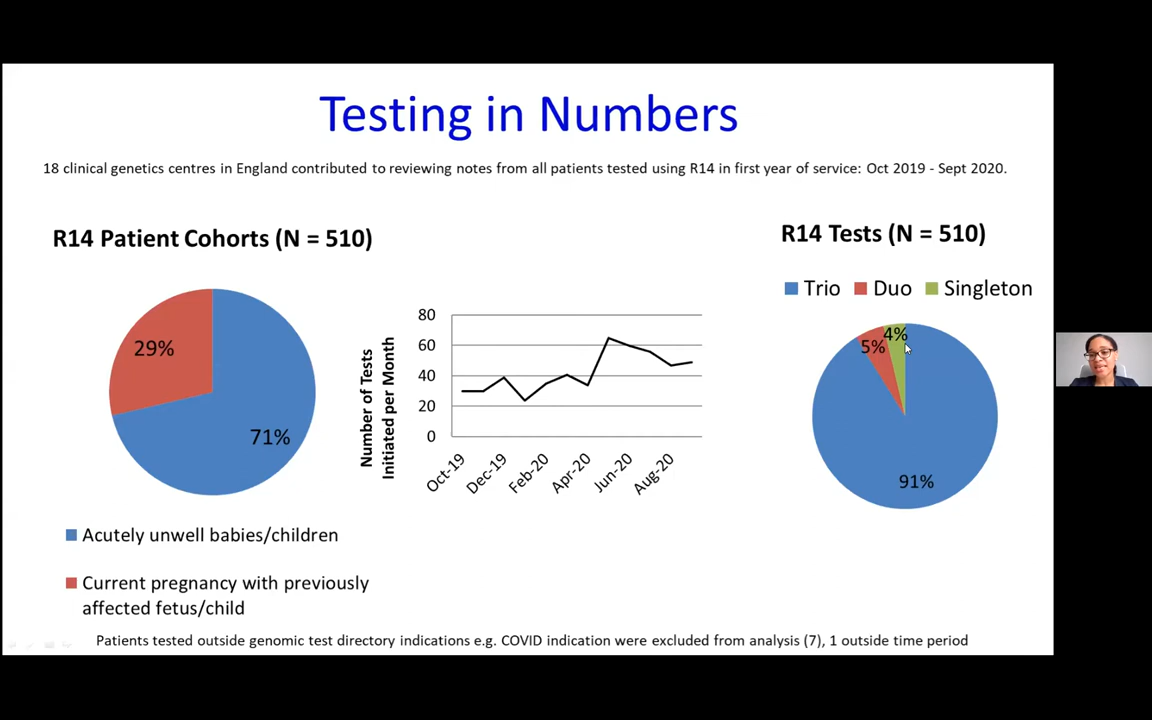 Testing in Numbers
18 clinical genetics centres in England contributed to reviewing notes from all patients tested using R14 in first year of service: Oct 2019 - Sept 2020.
R14 Patient Cohorts (N = 510)
29%
71%
Acutely unwell babies/children
Current pregnancy with previously
affected fetus/child
Number of Tests
Initiated per Month
80
60
40
20
0
Oct-19
Dec-19
Feb-20
Apr-20
Jun-20
Aug-20
R14 Tests (N = 510)
Trio Duo Singleton
4%
5%
91%
Patients tested outside genomic test directory indications e.g. COVID indication were excluded from analysis (7), 1 outside time period